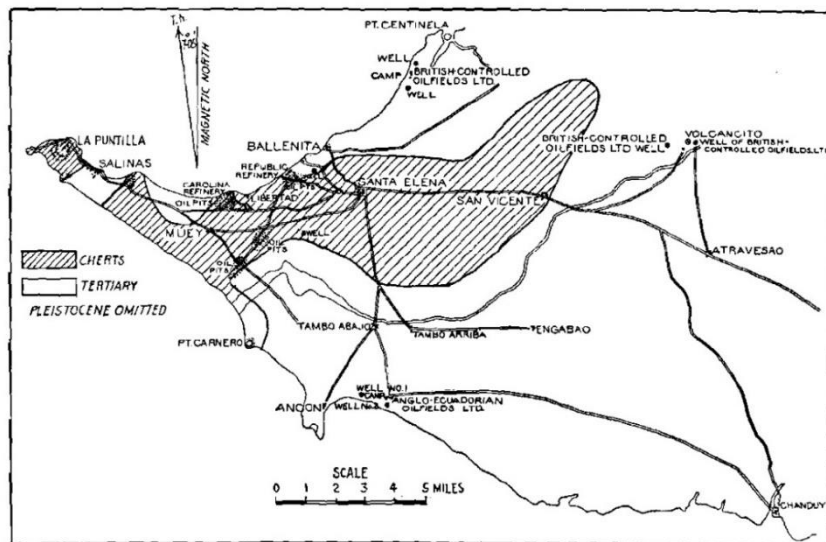 PT. CENTINELA
T.N.
7°05'
MAGNETIC NORTH
WELL
CAMP
BRITISH-CONTROLLED
OILFIELDS LTD.
WELL
LA PUNTILLA
SALINAS
BALLENITA
REPUBLIC
REFINERY
OIL PITS
CAROLINA
REFINERY
OIL PITS
LIBERTAD
SANTA ELENA
BRITISH-CONTROLLED
OILFIELDS LTD WELL
VOLCANCITO
WELL OF BRITISH-
CONTROLLED OILFIELDS, LTD
SAN VICENTE
MUEY
WELL
OIL
PITS
OIL
PITS
ATRAVESAO
CHERTS
TERTIARY
PLEISTOCENE OMITTED
TAMBO ABAJO
TAMBO ARRIBA
ENGABAO
PT. CARNERO
WELL NO. 1
CAMP
ANCON
WELL No. 2
ANGLO-ECUADORIAN
OILFIELDS LTD.
SCALE
0 1 2 3 4 5 MILES
CHANDUY